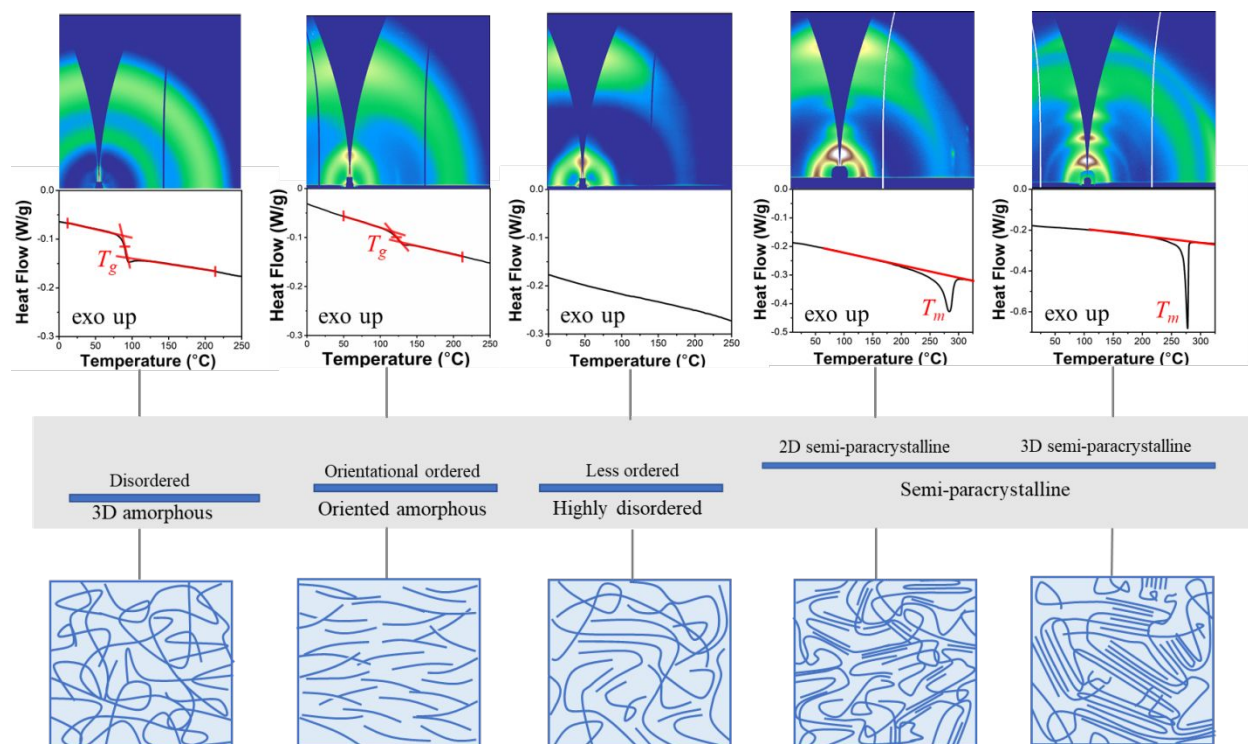 Heat Flow (W/g)
0.0
-0.1
-0.2
-0.3
Tg
exo up
0 50 100 150 200 250
Temperature (°C)
Heat Flow (W/g)
0.0
-0.1
-0.2
-0.3
Tg
exo up
0 50 100 150 200 250
Temperature (°C)
Heat Flow (W/g)
0.0
-0.1
-0.2
-0.3
exo up
0 50 100 150 200 250
Temperature (°C)
Heat Flow (W/g)
0.0
-0.1
-0.2
-0.3
-0.4
-0.5
Tm
exo up
50 100 150 200 250 300
Temperature (°C)
Heat Flow (W/g)
0.0
-0.2
-0.4
-0.6
Tm
exo up
50 100 150 200 250 300
Temperature (°C)
Disordered
3D amorphous
Orientational ordered
Oriented amorphous
Less ordered
Highly disordered
2D semi-paracrystalline
3D semi-paracrystalline
Semi-paracrystalline